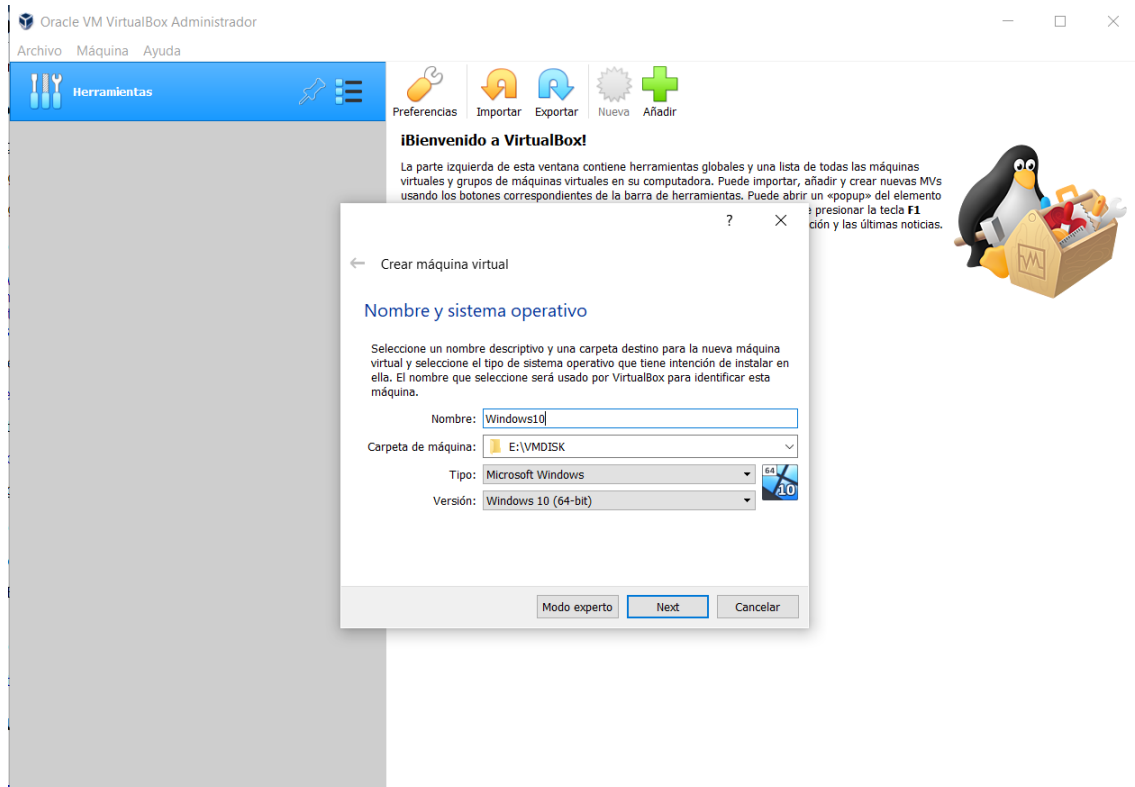 Oracle VM VirtualBox Administrador
Archivo Máquina Ayuda
Herramientas
Preferencias Importar Exportar Nueva Añadir
¡Bienvenido a VirtualBox!
La parte izquierda de esta ventana contiene herramientas globales y una lista de todas las máquinas
virtuales y grupos de máquinas virtuales en su computadora. Puede importar, añadir y crear nuevas MVs
usando los botones correspondientes de la barra de herramientas. Puede abrir un «popup» del elemento
presionar la tecla F1
ción y las últimas noticias.
?
Crear máquina virtual
Nombre y sistema operativo
Seleccione un nombre descriptivo y una carpeta destino para la nueva máquina
virtual y seleccione el tipo de sistema operativo que tiene intención de instalar en
ella. El nombre que seleccione será usado por VirtualBox para identificar esta
máquina.
Nombre: Windows10
Carpeta de máquina: E:\VMDISK
Tipo: Microsoft Windows
64
10
Versión: Windows 10 (64-bit)
Modo experto Next Cancelar